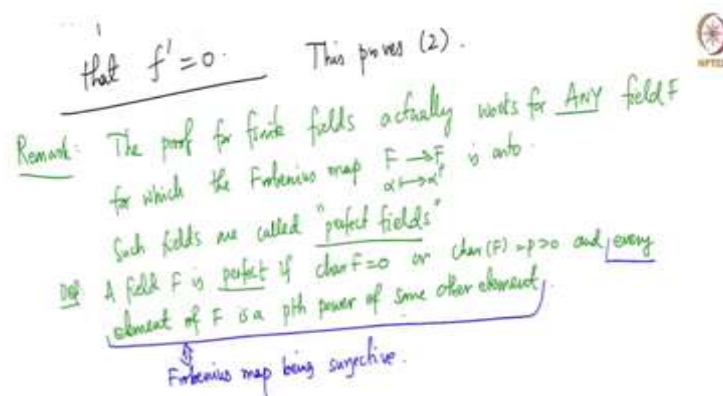 that f' = 0. This proves (2).
NPTEL
Remark: The proof for finite fields actually works for ANY field F
for which the Frobenius map F → F is onto.
α ↦ α^p
Such fields are called "perfect fields"
Def A field F is perfect if char F = 0 or char(F) = p > 0 and every
element of F is a pth power of some other element.
Frobenius map being surjective.